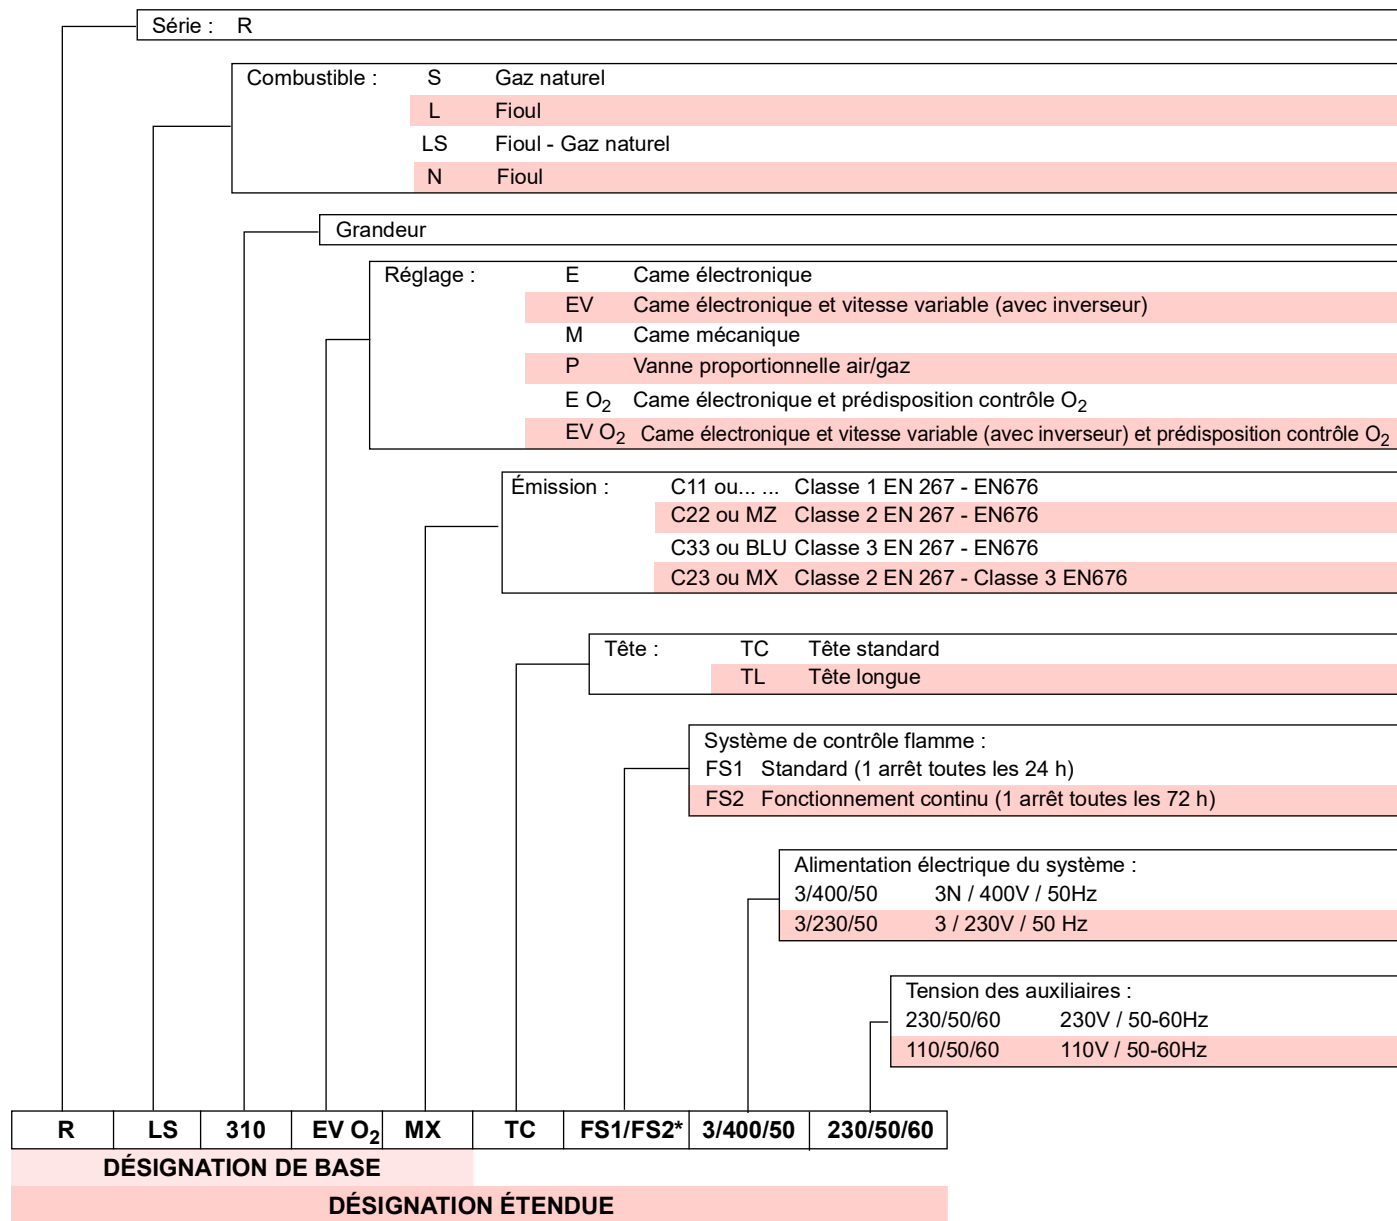 Série : R
Combustible : S Gaz naturel
L Fioul
LS Fioul - Gaz naturel
N Fioul
Grandeur
Réglage : E Came électronique
EV Came électronique et vitesse variable (avec inverseur)
M Came mécanique
P Vanne proportionnelle air/gaz
E O2 Came électronique et prédisposition contrôle O2
EV O2 Came électronique et vitesse variable (avec inverseur) et prédisposition contrôle O2
Émission : C11 ou... ... Classe 1 EN 267 - EN676
C22 ou MZ Classe 2 EN 267 - EN676
C33 ou BLU Classe 3 EN 267 - EN676
C23 ou MX Classe 2 EN 267 - Classe 3 EN676
Tête : TC Tête standard
TL Tête longue
Système de contrôle flamme :
FS1 Standard (1 arrêt toutes les 24 h)
FS2 Fonctionnement continu (1 arrêt toutes les 72 h)
Alimentation électrique du système :
3/400/50 3N / 400V / 50Hz
3/230/50 3 / 230V / 50 Hz
Tension des auxiliaires :
230/50/60 230V / 50-60Hz
110/50/60 110V / 50-60Hz
R LS 310 EV O2 MX TC FS1/FS2* 3/400/50 230/50/60
DÉSIGNATION DE BASE
DÉSIGNATION ÉTENDUE